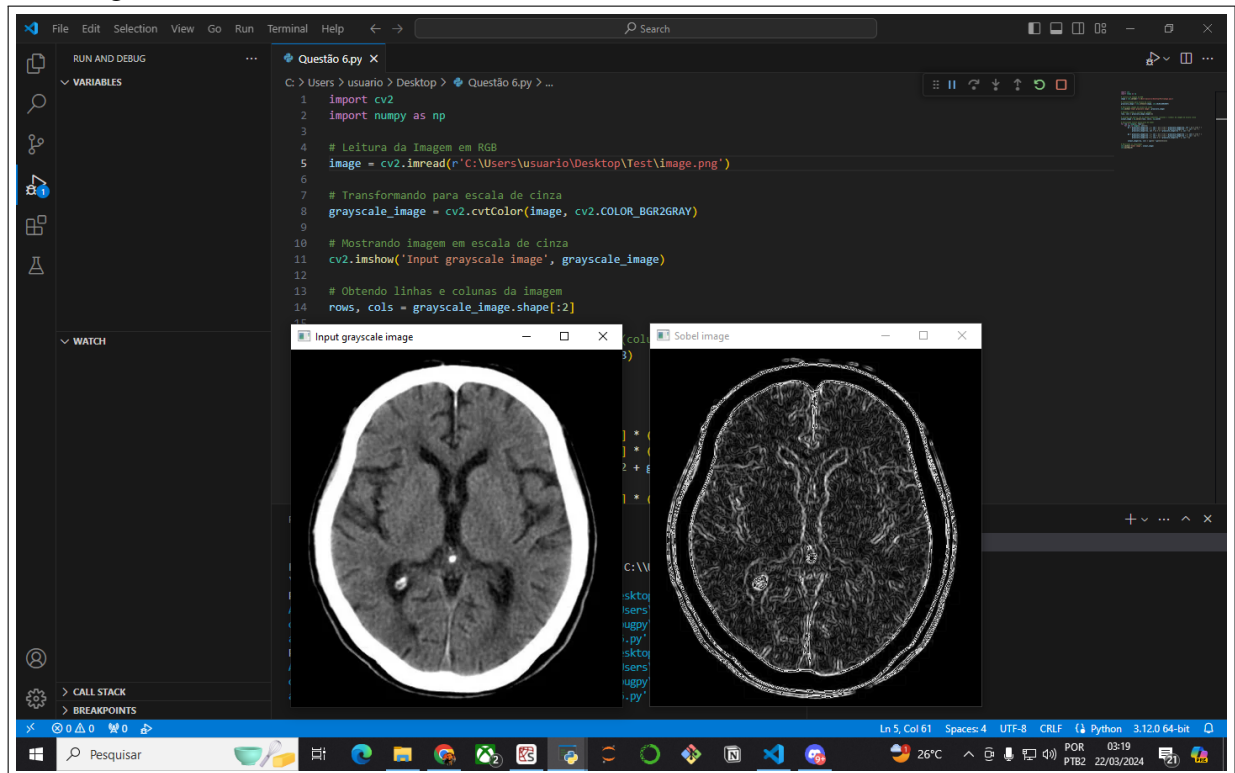 File Edit Selection View Go Run Terminal Help
Search
RUN AND DEBUG
VARIABLES
WATCH
CALL STACK
BREAKPOINTS
Questão 6.py
C: > Users > usuario > Desktop > Questão 6.py > ...
1 import cv2
2 import numpy as np
3
4 # Leitura da Imagem em RGB
5 image = cv2.imread(r'C:\Users\usuario\Desktop\Test\image.png')
6
7 # Transformando para escala de cinza
8 grayscale_image = cv2.cvtColor(image, cv2.COLOR_BGR2GRAY)
9
10 # Mostrando imagem em escala de cinza
11 cv2.imshow('Input grayscale image', grayscale_image)
12
13 # Obtendo linhas e colunas da imagem
14 rows, cols = grayscale_image.shape[:2]
15
Input grayscale image
Sobel image
0 0 0
Ln 5, Col 61 Spaces: 4 UTF-8 CRLF Python 3.12.0 64-bit
Pesquisar
26°C
POR
PTB2
03:19
22/03/2024